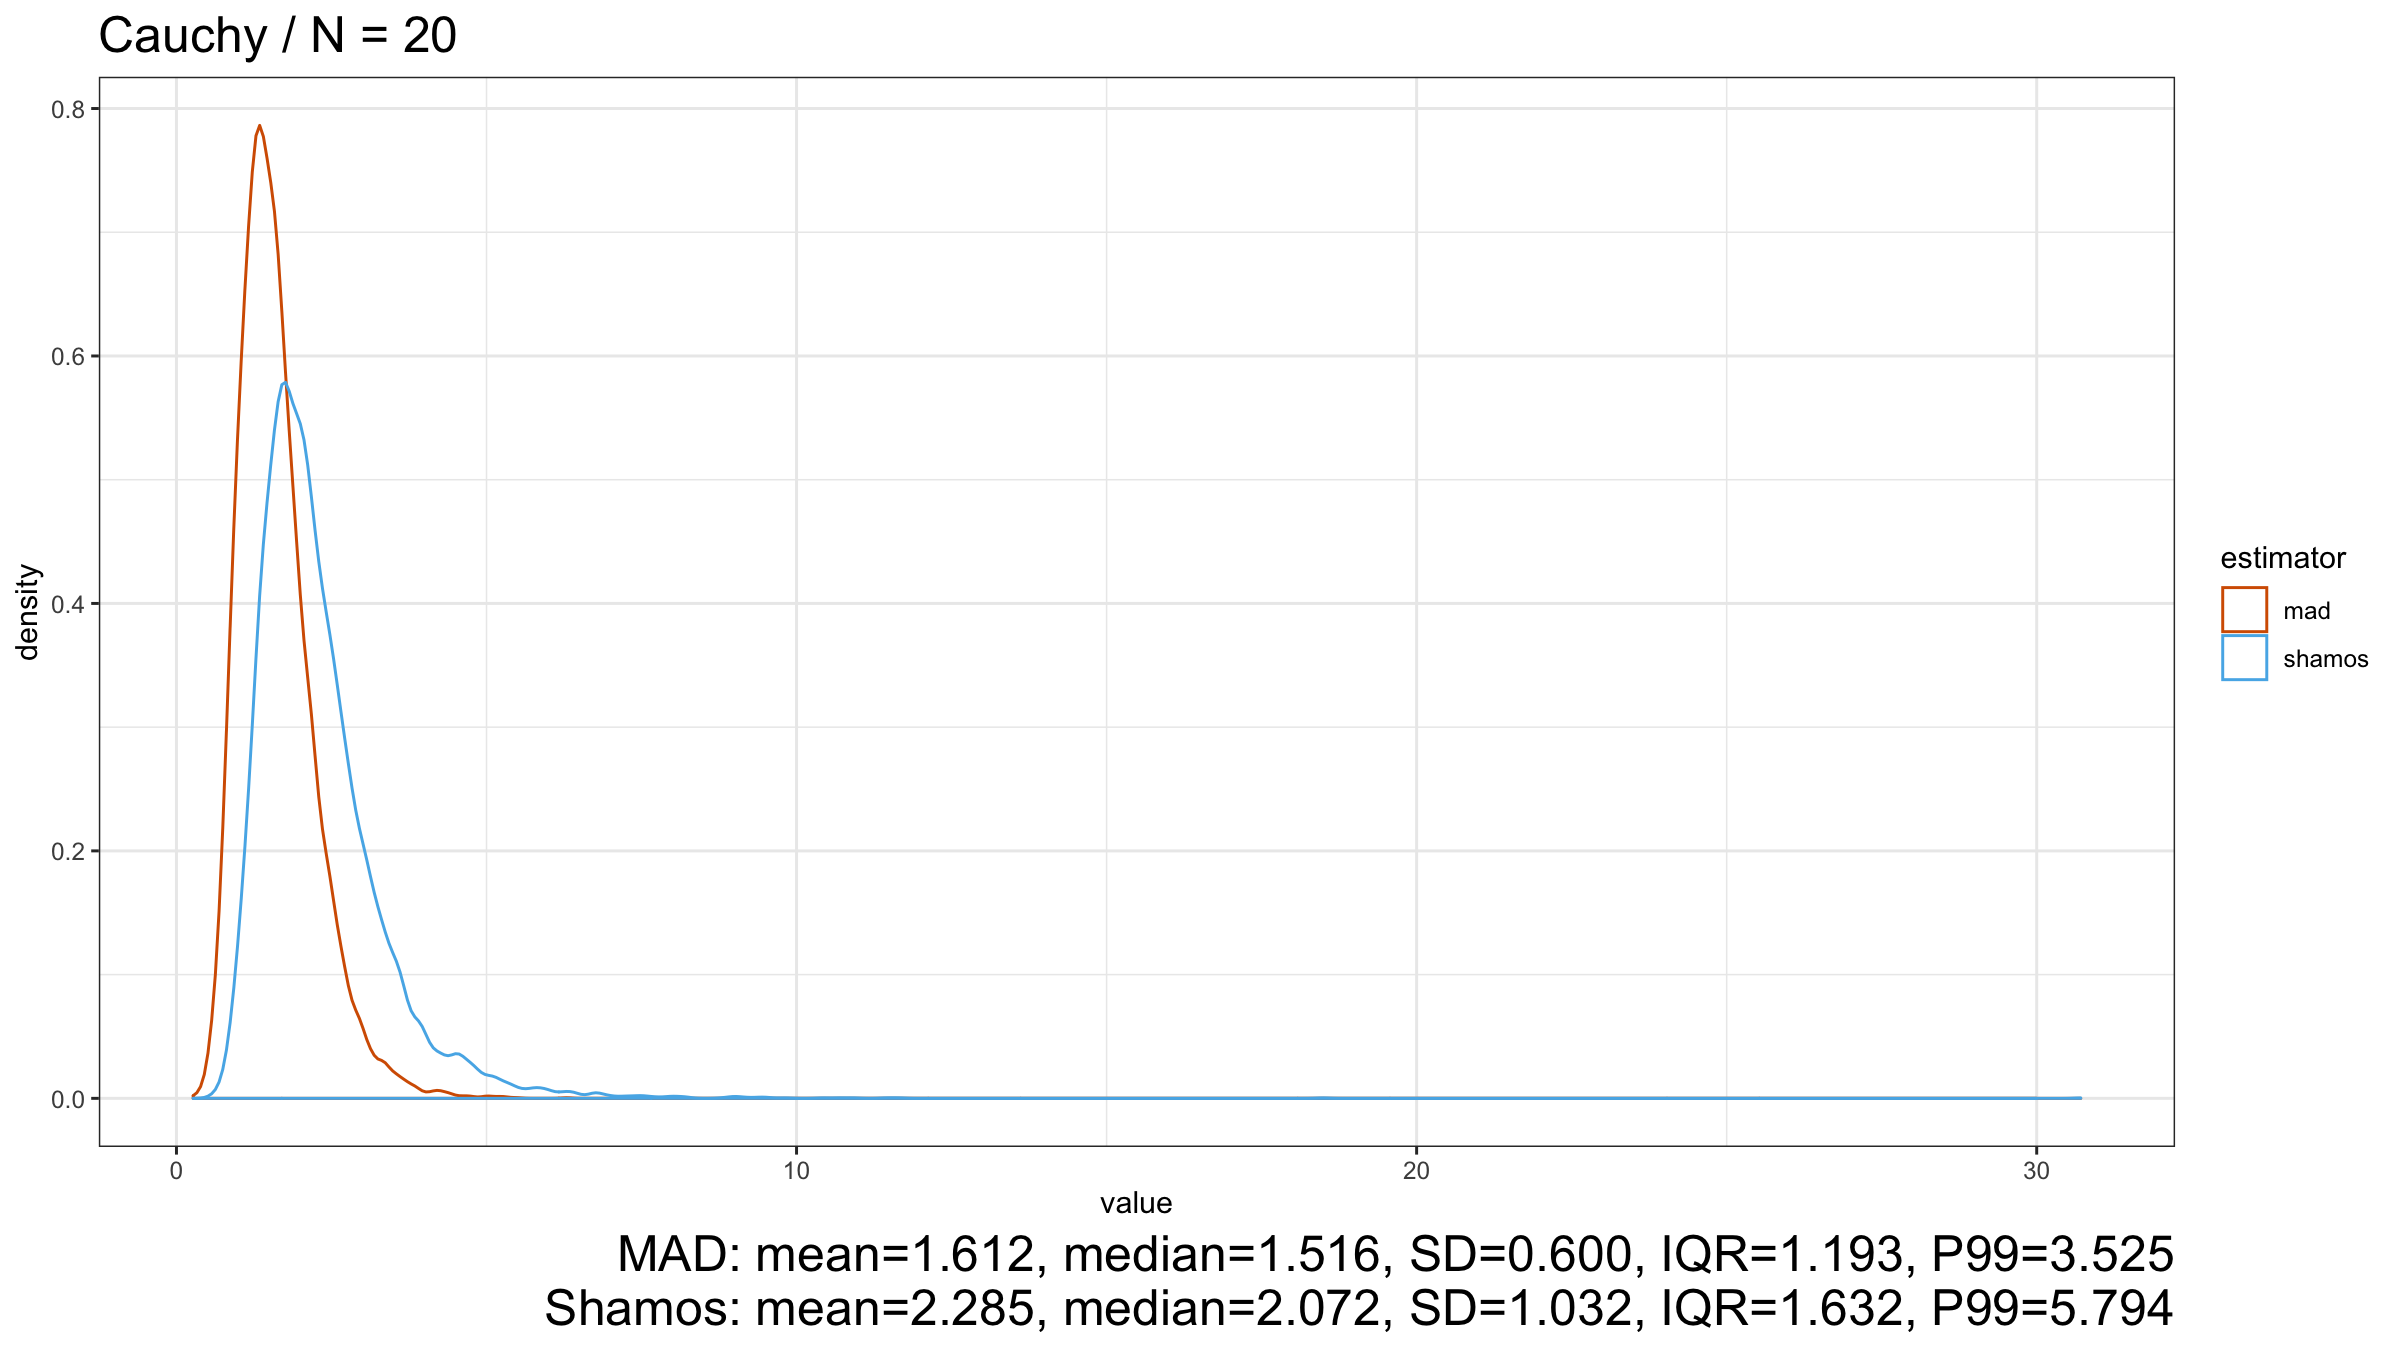 Cauchy / N = 20
0.8
0.6
0.4
0.2
0.0
density
0
10
20
30
value
estimator
mad
shamos
MAD: mean=1.612, median=1.516, SD=0.600, IQR=1.193, P99=3.525
Shamos: mean=2.285, median=2.072, SD=1.032, IQR=1.632, P99=5.794